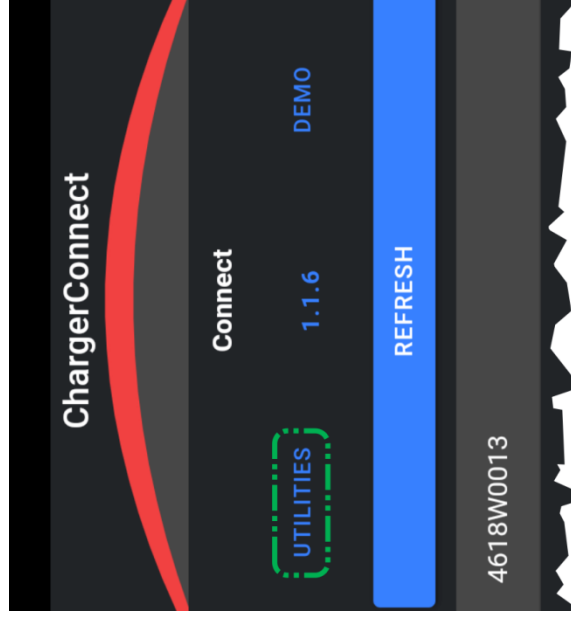 ChargerConnect
Connect
UTILITIES 1.1.6 DEMO
REFRESH
4618W0013